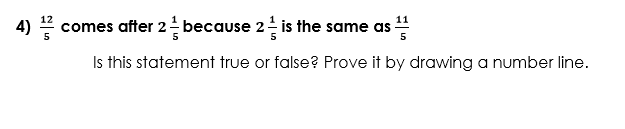 4) 12/5 comes after 2 1/5 because 2 1/5 is the same as 11/5
Is this statement true or false? Prove it by drawing a number line.